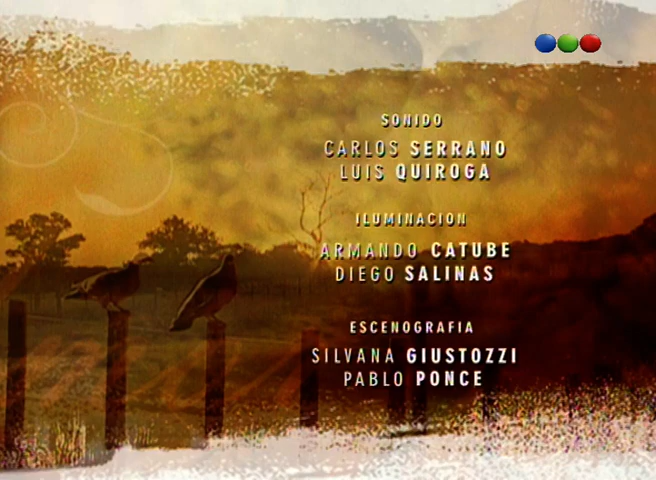 SONIDO
CARLOS SERRANO
LUIS QUIROGA
ILUMINACION
ARMANDO CATUBE
DIEGO SALINAS
ESCENOGRAFIA
SILVANA GIUSTOZZI
PABLO PONCE